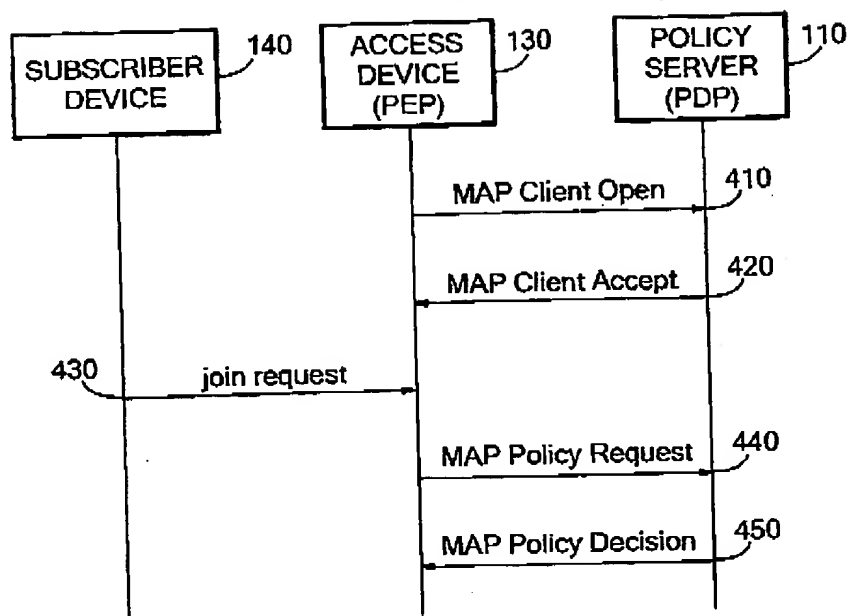 SUBSCRIBER
DEVICE
140
ACCESS
DEVICE
(PEP)
130
POLICY
SERVER
(PDP)
110
MAP Client Open
410
MAP Client Accept
420
430
join request
MAP Policy Request
440
MAP Policy Decision
450